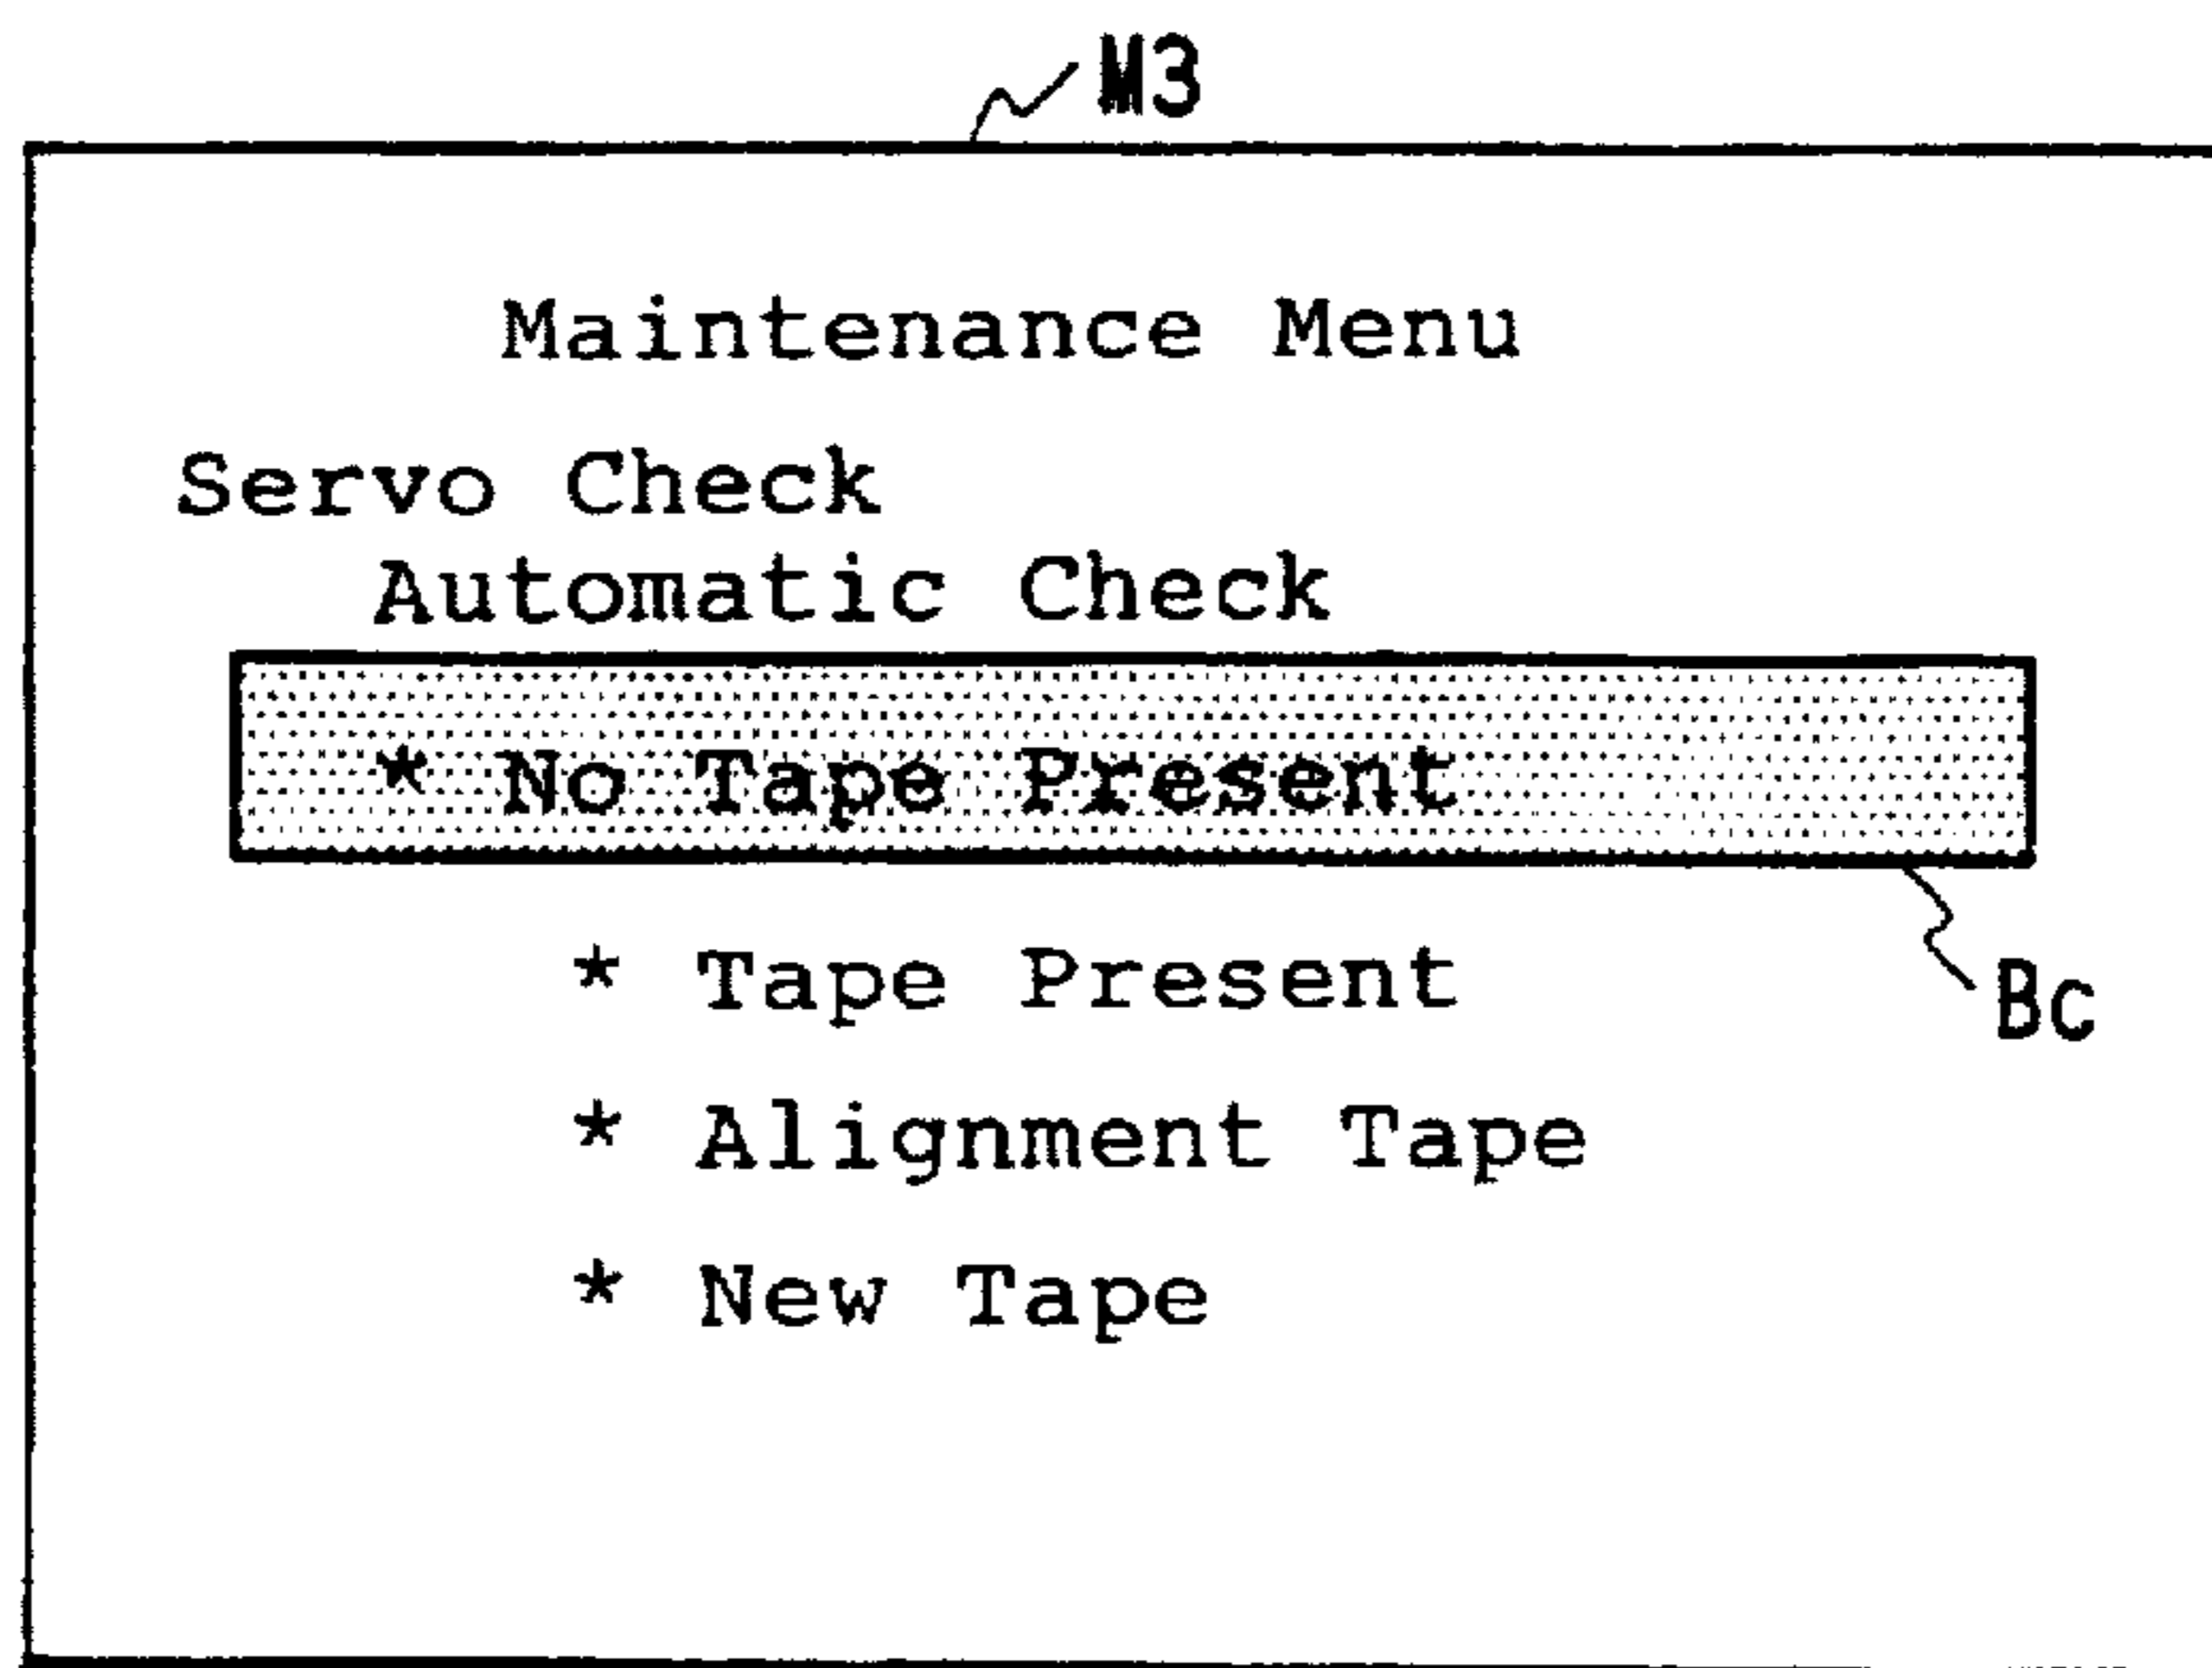 M3
Maintenance Menu
Servo Check
Automatic Check
* No Tape Present
* Tape Present
Bc
* Alignment Tape
* New Tape